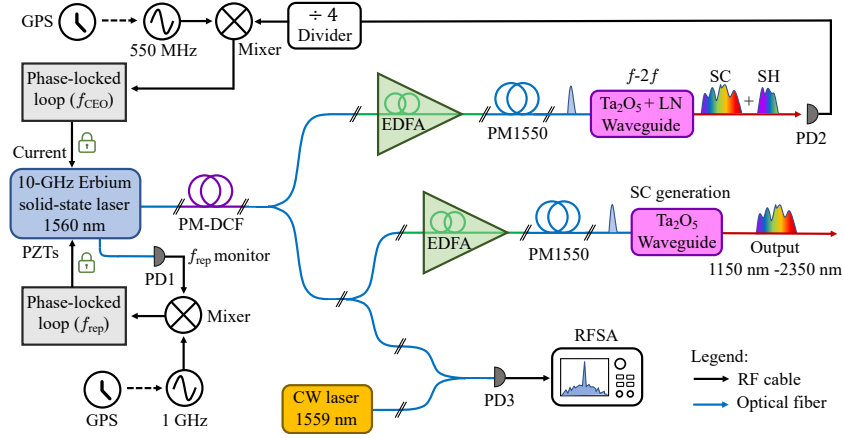 GPS
550 MHz
Mixer
÷ 4
Divider
Phase-locked
loop (fCEO)
Current
10-GHz Erbium
solid-state laser
1560 nm
PZTs
PM-DCF
PD1
frep monitor
Phase-locked
loop (frep)
Mixer
GPS
1 GHz
EDFA
PM1550
f-2f
Ta2O5 + LN
Waveguide
SC
+
SH
PD2
EDFA
PM1550
SC generation
Ta2O5
Waveguide
Output
1150 nm -2350 nm
CW laser
1559 nm
PD3
RFSA
Legend:
RF cable
Optical fiber